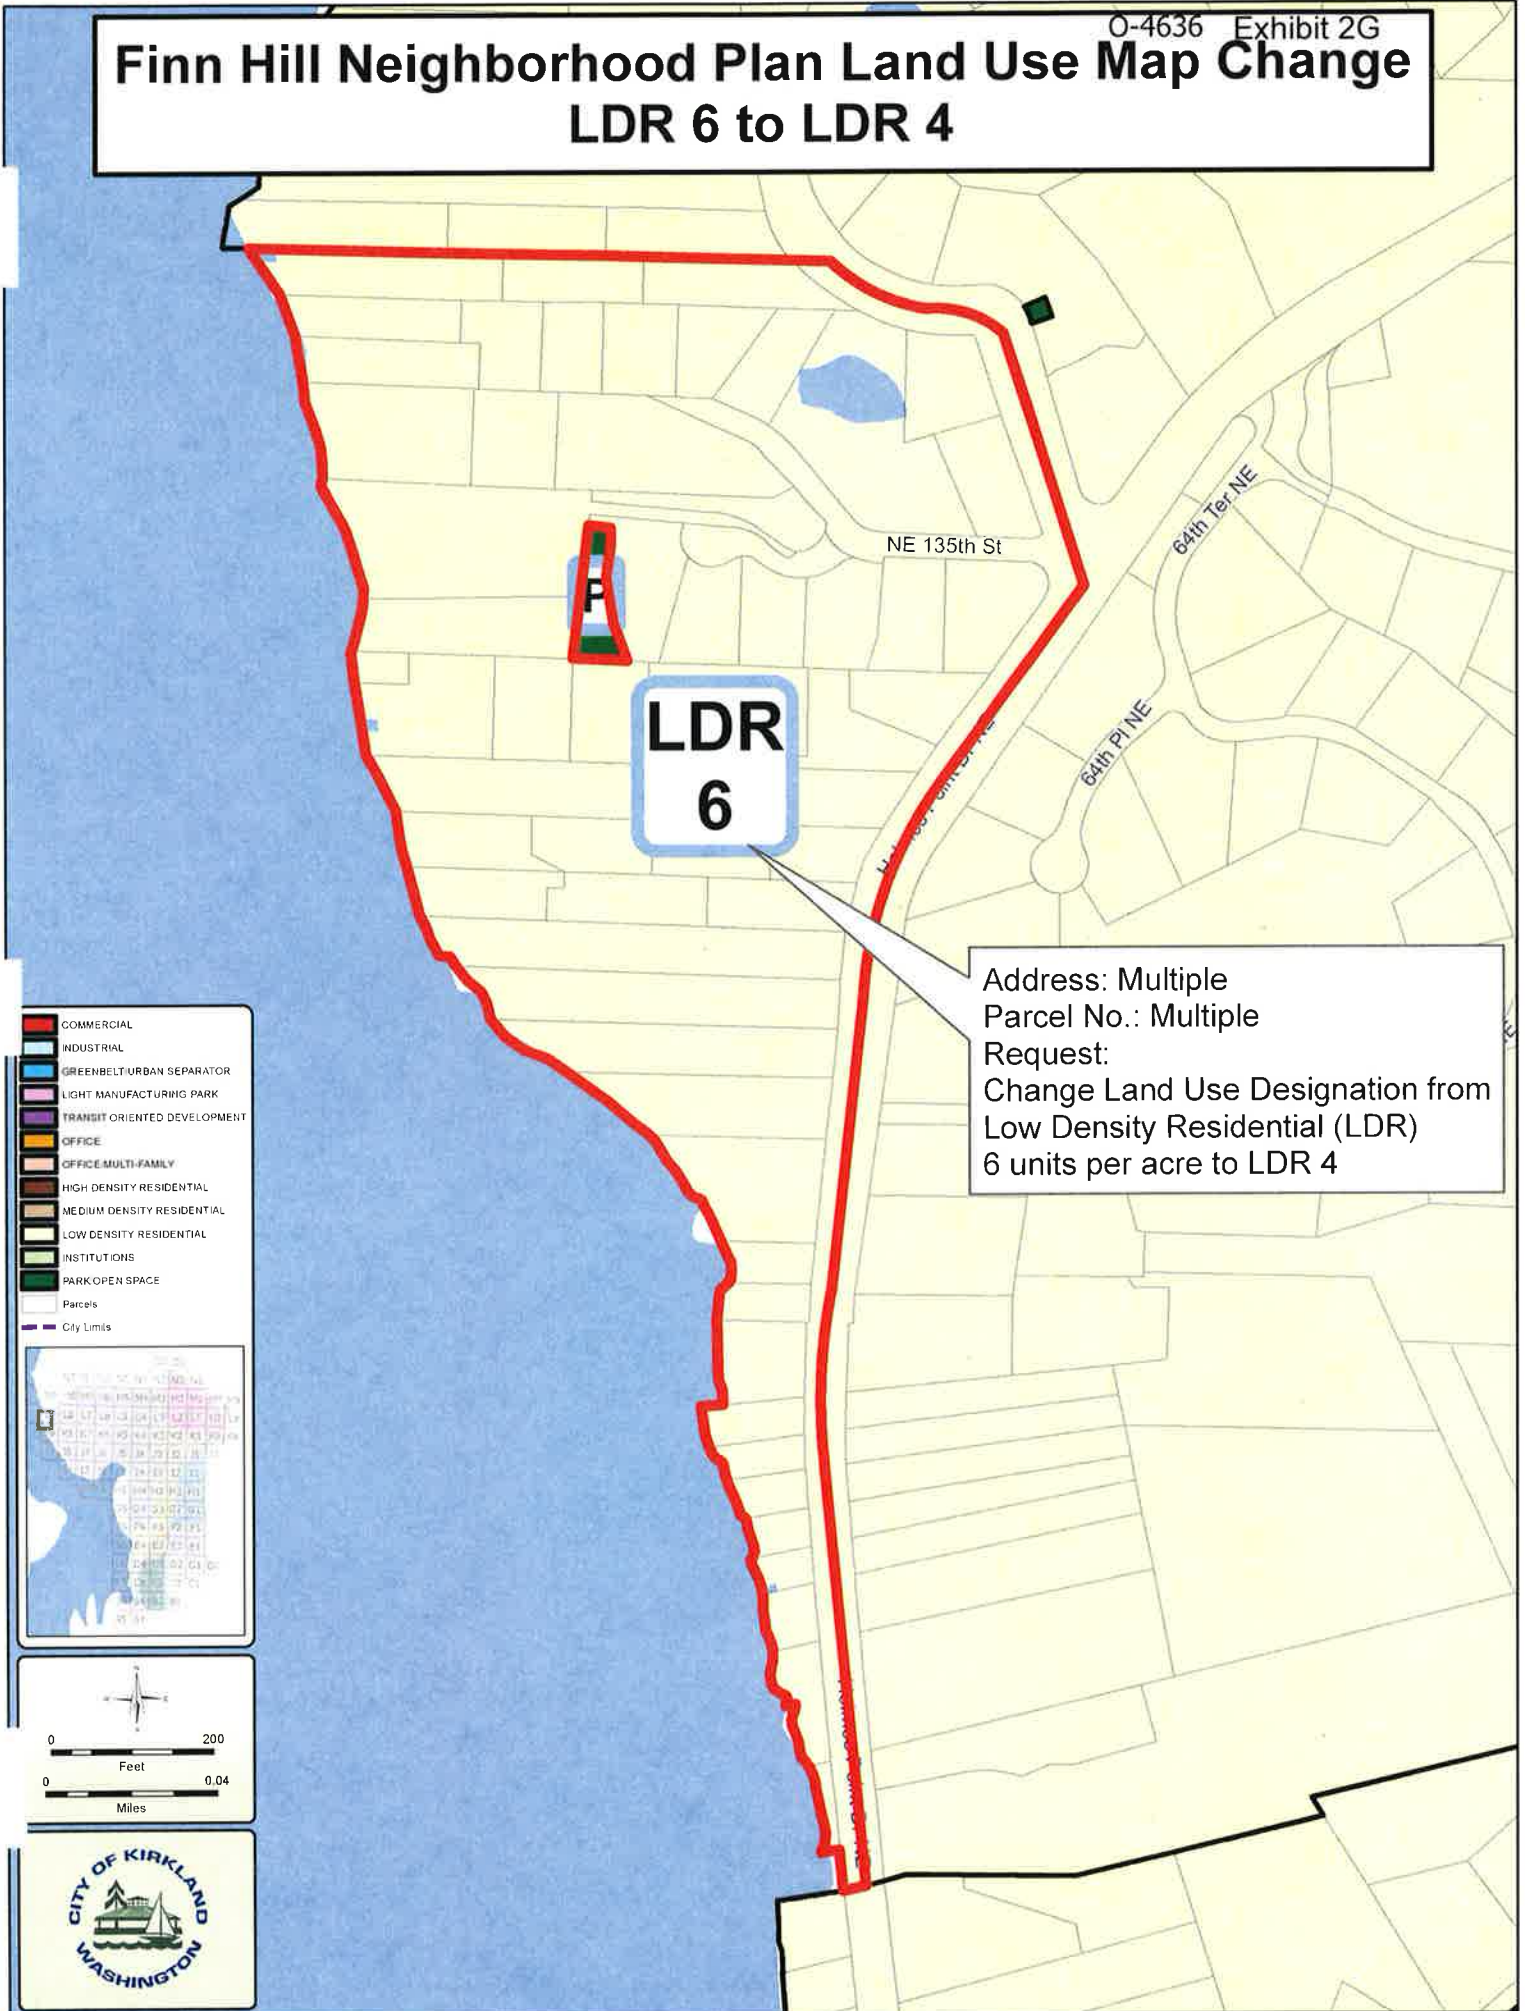 O-4636 Exhibit 2G
Finn Hill Neighborhood Plan Land Use Map Change
LDR 6 to LDR 4
NE 135th St
64th Ter NE
P
LDR
6
64th Pl NE
Address: Multiple
Parcel No.: Multiple
Request:
Change Land Use Designation from
Low Density Residential (LDR)
6 units per acre to LDR 4
COMMERCIAL
INDUSTRIAL
GREENBELT/URBAN SEPARATOR
LIGHT MANUFACTURING PARK
TRANSIT ORIENTED DEVELOPMENT
OFFICE
OFFICE/MULTI-FAMILY
HIGH DENSITY RESIDENTIAL
MEDIUM DENSITY RESIDENTIAL
LOW DENSITY RESIDENTIAL
INSTITUTIONS
PARK/OPEN SPACE
Parcels
City Limits
0 200
Feet
0 0.04
Miles
CITY OF KIRKLAND
WASHINGTON